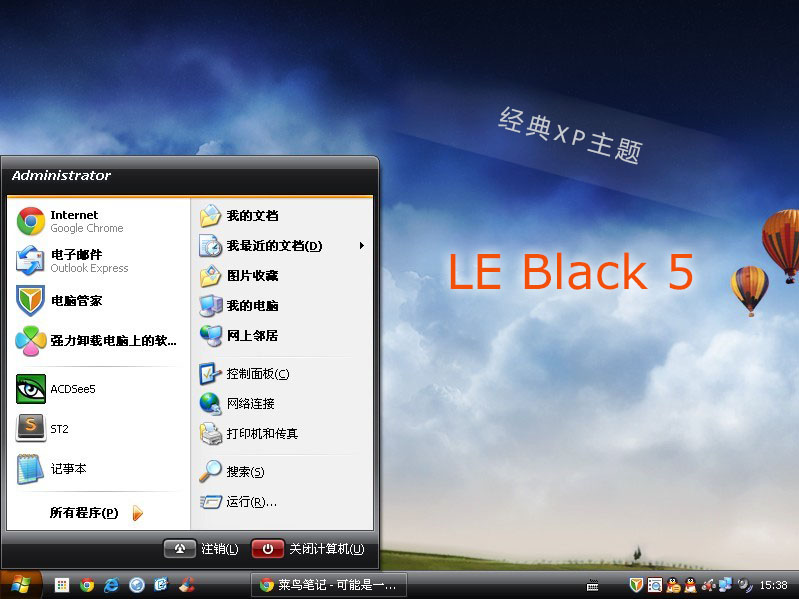 经典XP主题
LE Black 5
Administrator
Internet
Google Chrome
电子邮件
Outlook Express
电脑管家
强力卸载电脑上的软...
ACDSee5
ST2
记事本
所有程序(P)
我的文档
我最近的文档(D)
图片收藏
我的电脑
网上邻居
控制面板(C)
网络连接
打印机和传真
搜索(S)
运行(R)...
注销(L)
关闭计算机(U)
菜鸟笔记 - 可能是一...
15:38